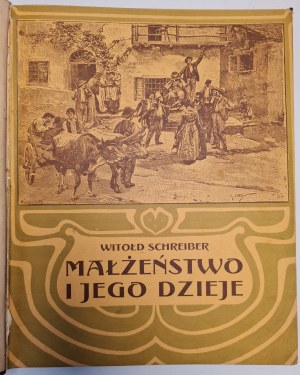 WITOŁD SCHREIBER
MAŁŻEŃSTWO
I JEGO DZIEJE